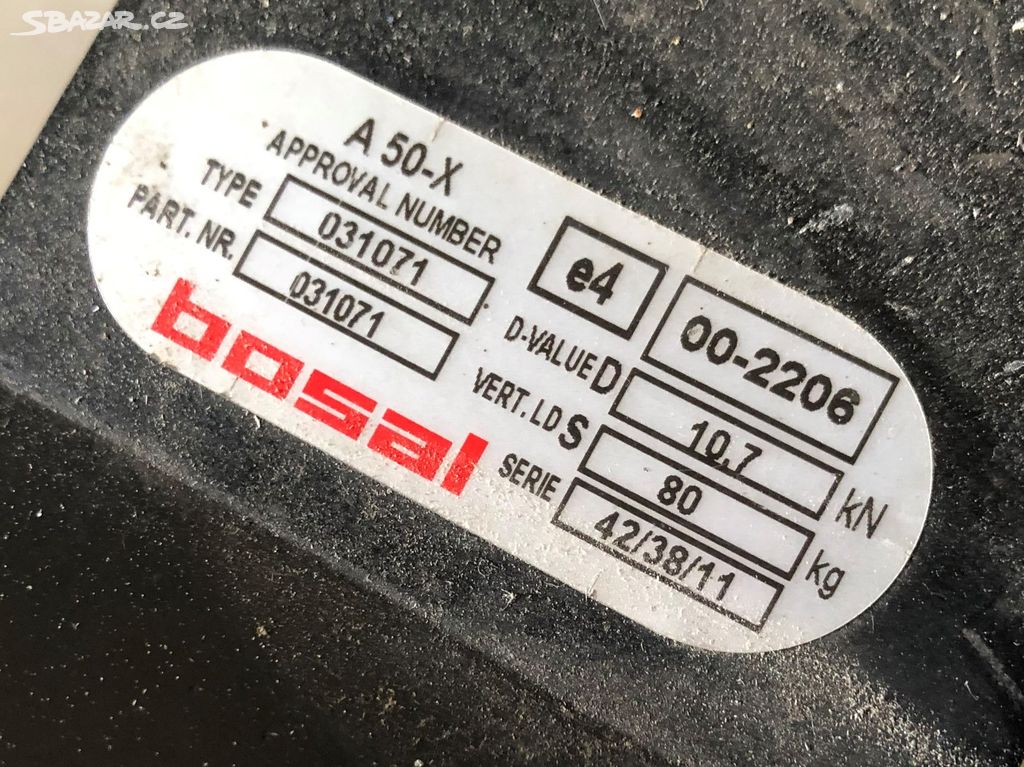 SBAZAR.CZ
A 50-X
APPROVAL NUMBER e4 00-2206
TYPE 031071 D-VALUE D 10,7 kN
PART. NR. 031071 VERT. LD S 80 kg
bosal SERIE 42/38/11